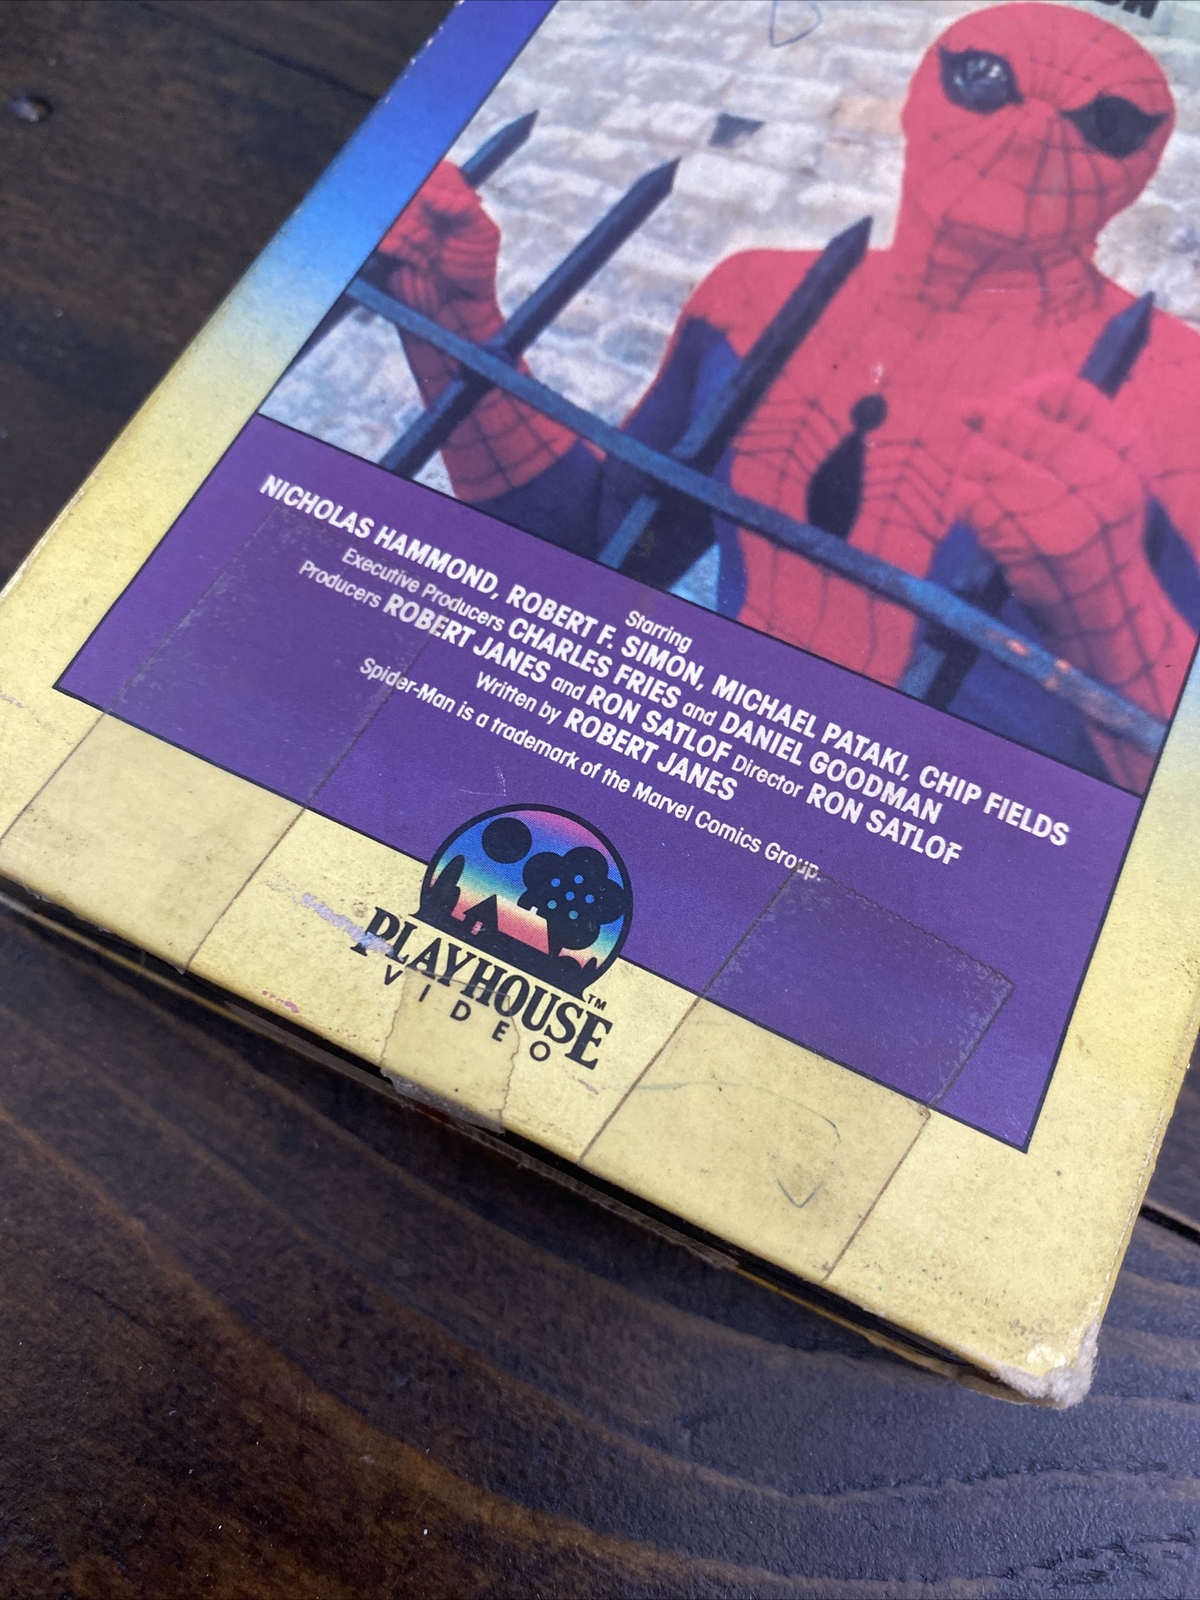 Starring
NICHOLAS HAMMOND, ROBERT F. SIMON, MICHAEL PATAKI, CHIP FIELDS
Executive Producers CHARLES FRIES and DANIEL GOODMAN
Producers ROBERT JANES and RON SATLOF Director RON SATLOF
Written by ROBERT JANES
Spider-Man is a trademark of the Marvel Comics Group.
PLAYHOUSE™
VIDEO